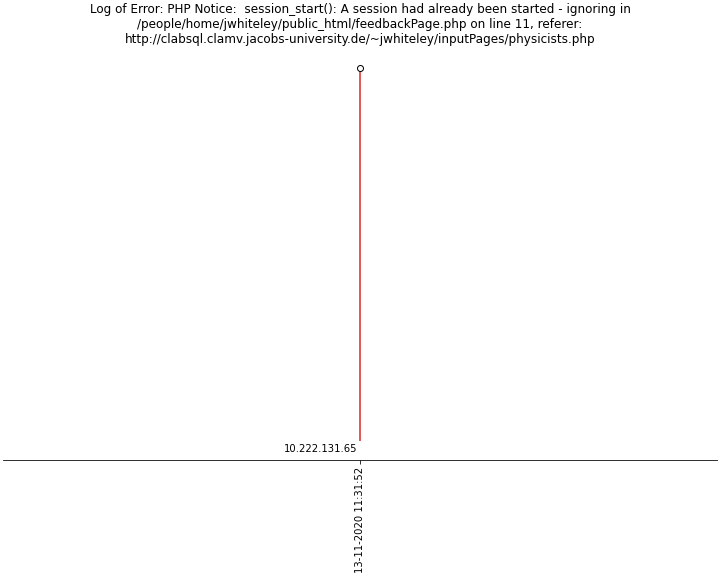 Log of Error: PHP Notice:  session_start(): A session had already been started - ignoring in
/people/home/jwhiteley/public_html/feedbackPage.php on line 11, referer:
http://clabsql.clamv.jacobs-university.de/~jwhiteley/inputPages/physicists.php
10.222.131.65
13-11-2020 11:31:52